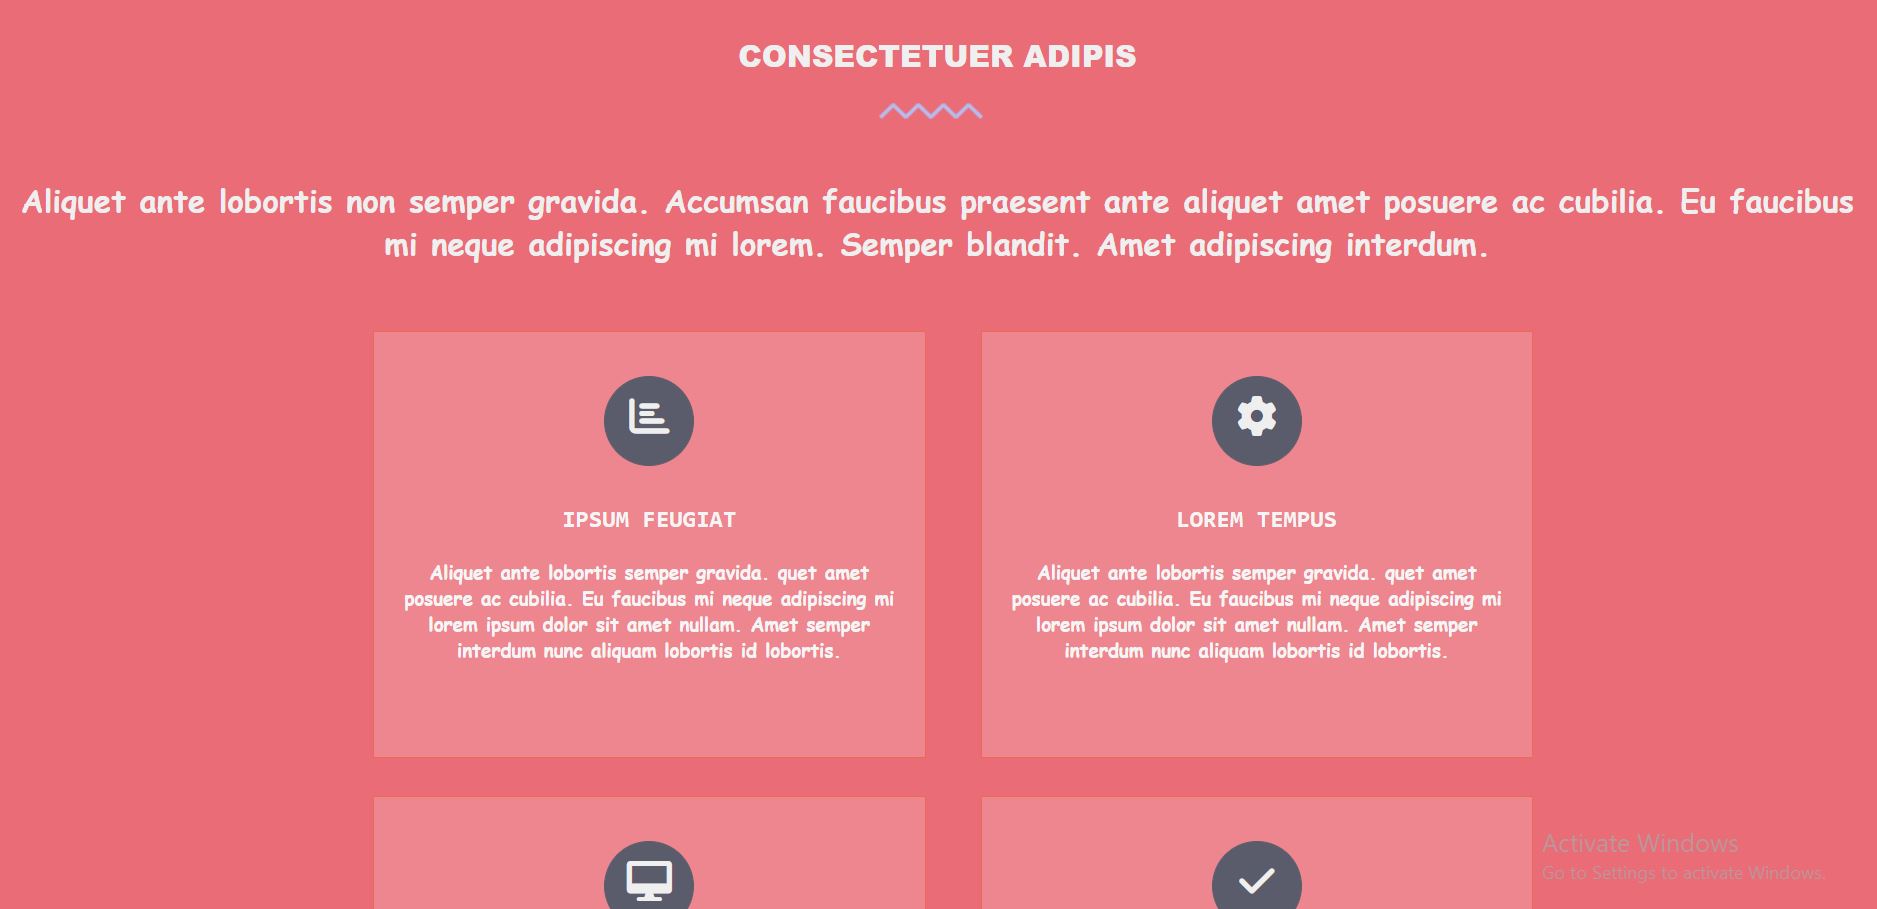 CONSECTETUER ADIPIS
Aliquet ante lobortis non semper gravida. Accumsan faucibus praesent ante aliquet amet posuere ac cubilia. Eu faucibus
mi neque adipiscing mi lorem. Semper blandit. Amet adipiscing interdum.
IPSUM FEUGIAT
Aliquet ante lobortis semper gravida. quet amet
posuere ac cubilia. Eu faucibus mi neque adipiscing mi
lorem ipsum dolor sit amet nullam. Amet semper
interdum nunc aliquam lobortis id lobortis.
LOREM TEMPUS
Aliquet ante lobortis semper gravida. quet amet
posuere ac cubilia. Eu faucibus mi neque adipiscing mi
lorem ipsum dolor sit amet nullam. Amet semper
interdum nunc aliquam lobortis id lobortis.
Activate Windows
Go to Settings to activate Windows.